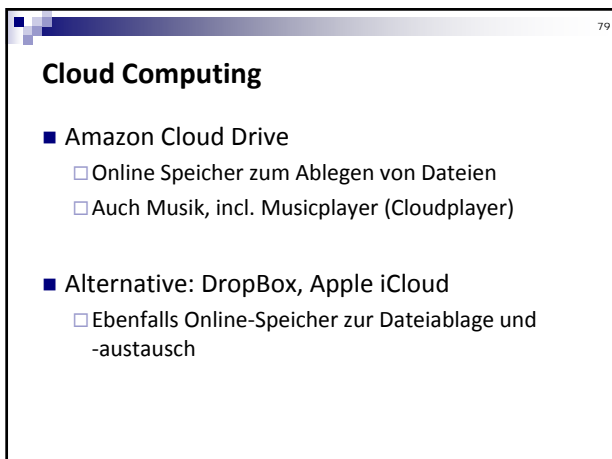 79
Cloud Computing
Amazon Cloud Drive
Online Speicher zum Ablegen von Dateien
Auch Musik, incl. Musicplayer (Cloudplayer)
Alternative: DropBox, Apple iCloud
Ebenfalls Online-Speicher zur Dateiablage und
-austausch